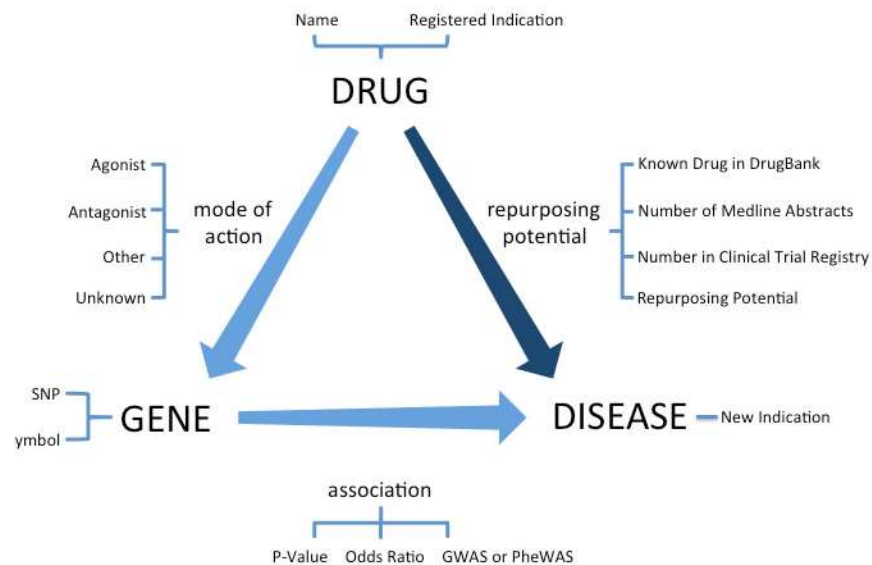 Name
Registered Indication
DRUG
Agonist
Antagonist
Other
Unknown
mode of
action
repurposing
potential
Known Drug in DrugBank
Number of Medline Abstracts
Number in Clinical Trial Registry
Repurposing Potential
SNP
ymbol
GENE
DISEASE
New Indication
association
P-Value
Odds Ratio
GWAS or PheWAS